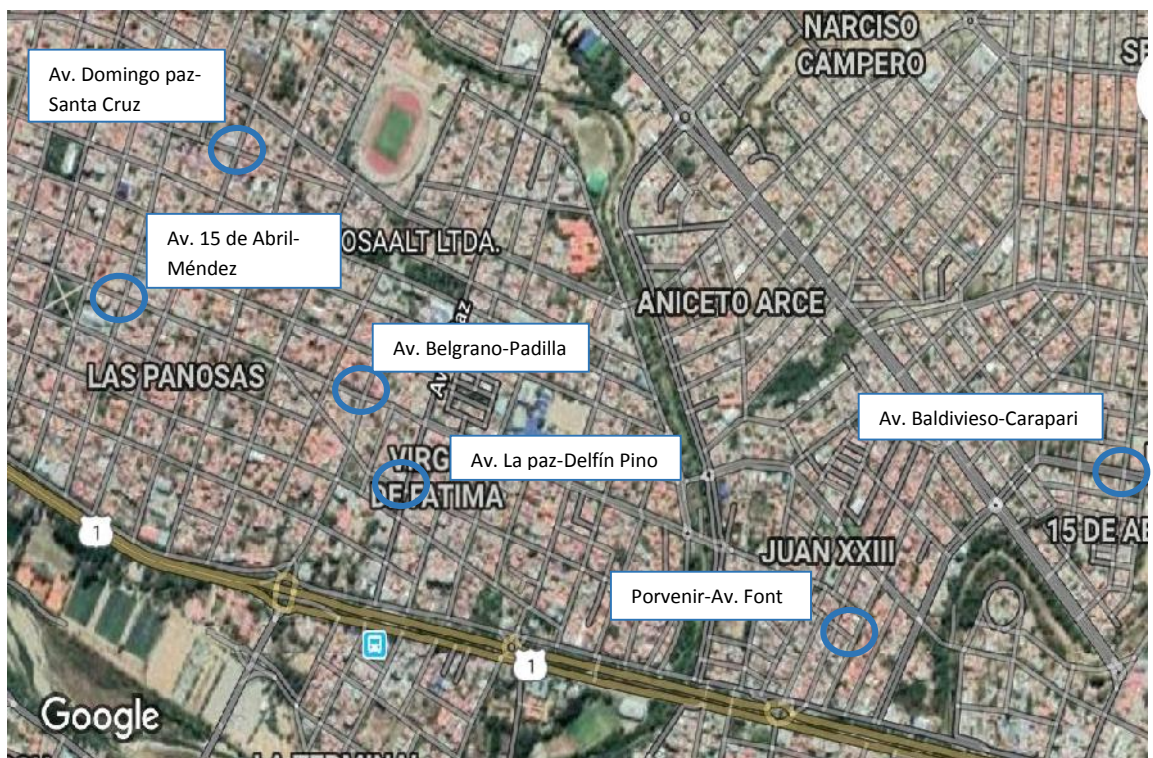 NARCISO
CAMPERO
Av. Domingo paz-
Santa Cruz
Av. 15 de Abril-
Méndez
OSAALT LTDA.
ANICETO ARCE
Av. Belgrano-Padilla
LAS PANOSAS
Av. Baldivieso-Carapari
Av. La paz-Delfín Pino
VIRG
DE FATIMA
1
15 DE AB
JUAN XXIII
Porvenir-Av. Font
1
Google
LA TERMINAL